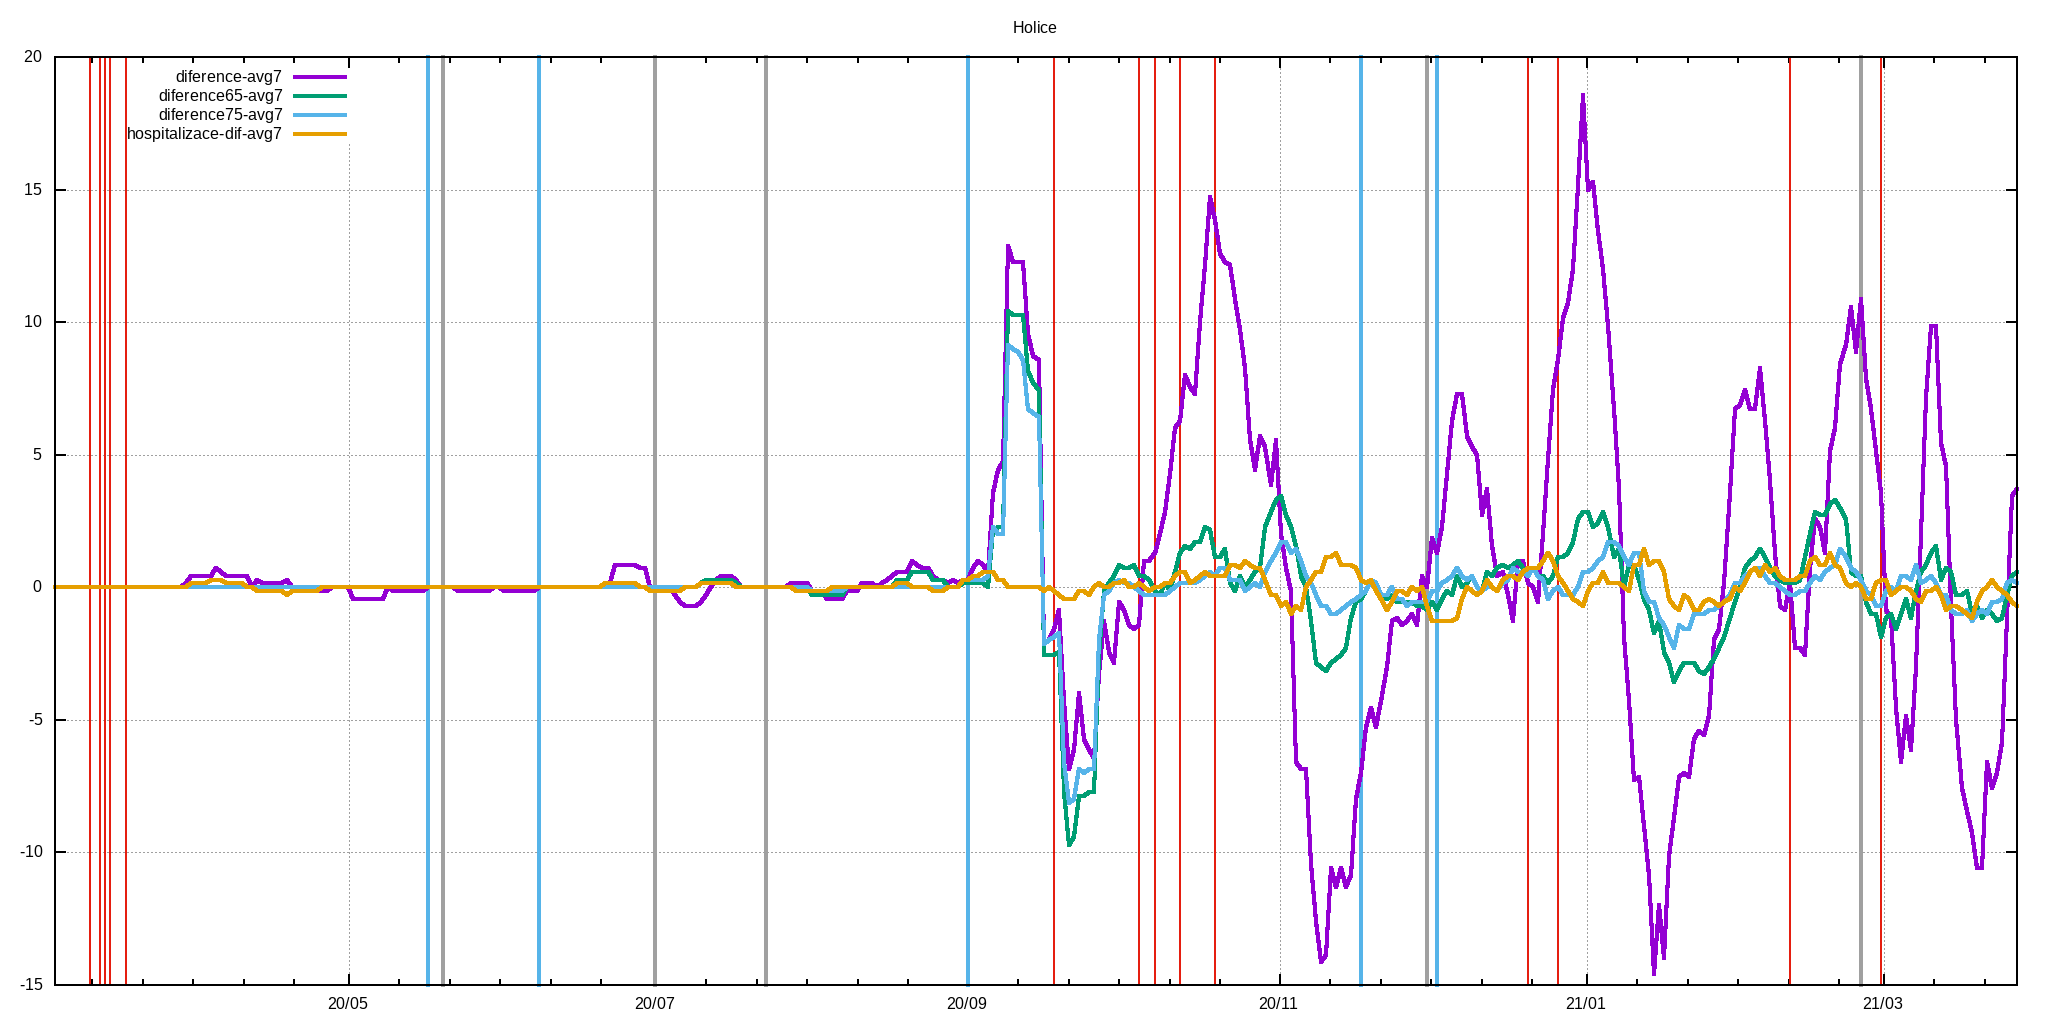 Holice
20
diference-avg7
diference65-avg7
diference75-avg7
hospitalizace-dif-avg7
15
10
5
0
-5
-10
-15
20/05 20/07 20/09 20/11 21/01 21/03